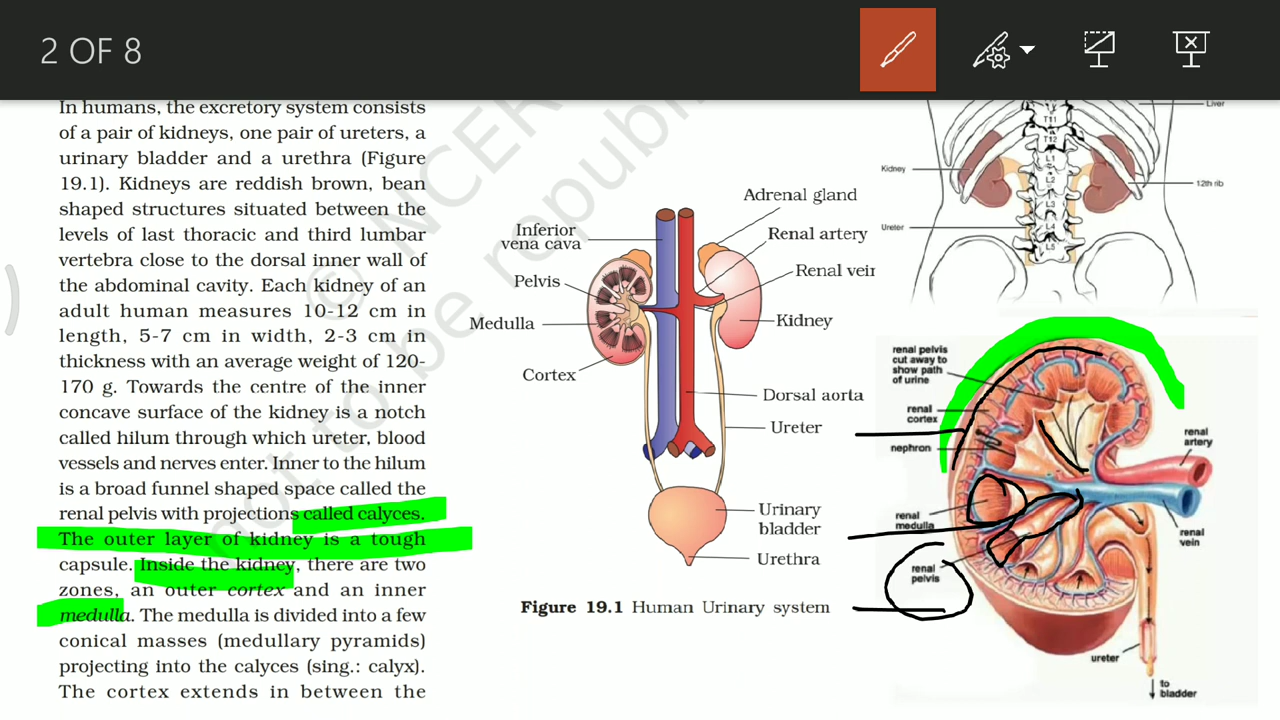 2 OF 8
In humans, the excretory system consists
of a pair of kidneys, one pair of ureters, a
urinary bladder and a urethra (Figure
19.1). Kidneys are reddish brown, bean
shaped structures situated between the
levels of last thoracic and third lumbar
vertebra close to the dorsal inner wall of
the abdominal cavity. Each kidney of an
adult human measures 10-12 cm in
length, 5-7 cm in width, 2-3 cm in
thickness with an average weight of 120-
170 g. Towards the centre of the inner
concave surface of the kidney is a notch
called hilum through which ureter, blood
vessels and nerves enter. Inner to the hilum
is a broad funnel shaped space called the
renal pelvis with projections called calyces.
The outer layer of kidney is a tough
capsule. Inside the kidney, there are two
zones, an outer cortex and an inner
medulla. The medulla is divided into a few
conical masses (medullary pyramids)
projecting into the calyces (sing.: calyx).
The cortex extends in between the
© NCER
not to be republi
Adrenal gland
Inferior
vena cava
Renal artery
Pelvis
Renal vein
Medulla
Kidney
Cortex
Dorsal aorta
Ureter
Urinary
bladder
Urethra
Figure 19.1 Human Urinary system
Liver
T11
T12
L1
Kidney
12th rib
L3
Ureter
L4
L5
renal pelvis
cut away to
show path
of urine
renal
cortex
nephron
renal
artery
renal
medulla
renal
vein
renal
pelvis
ureter
to
bladder